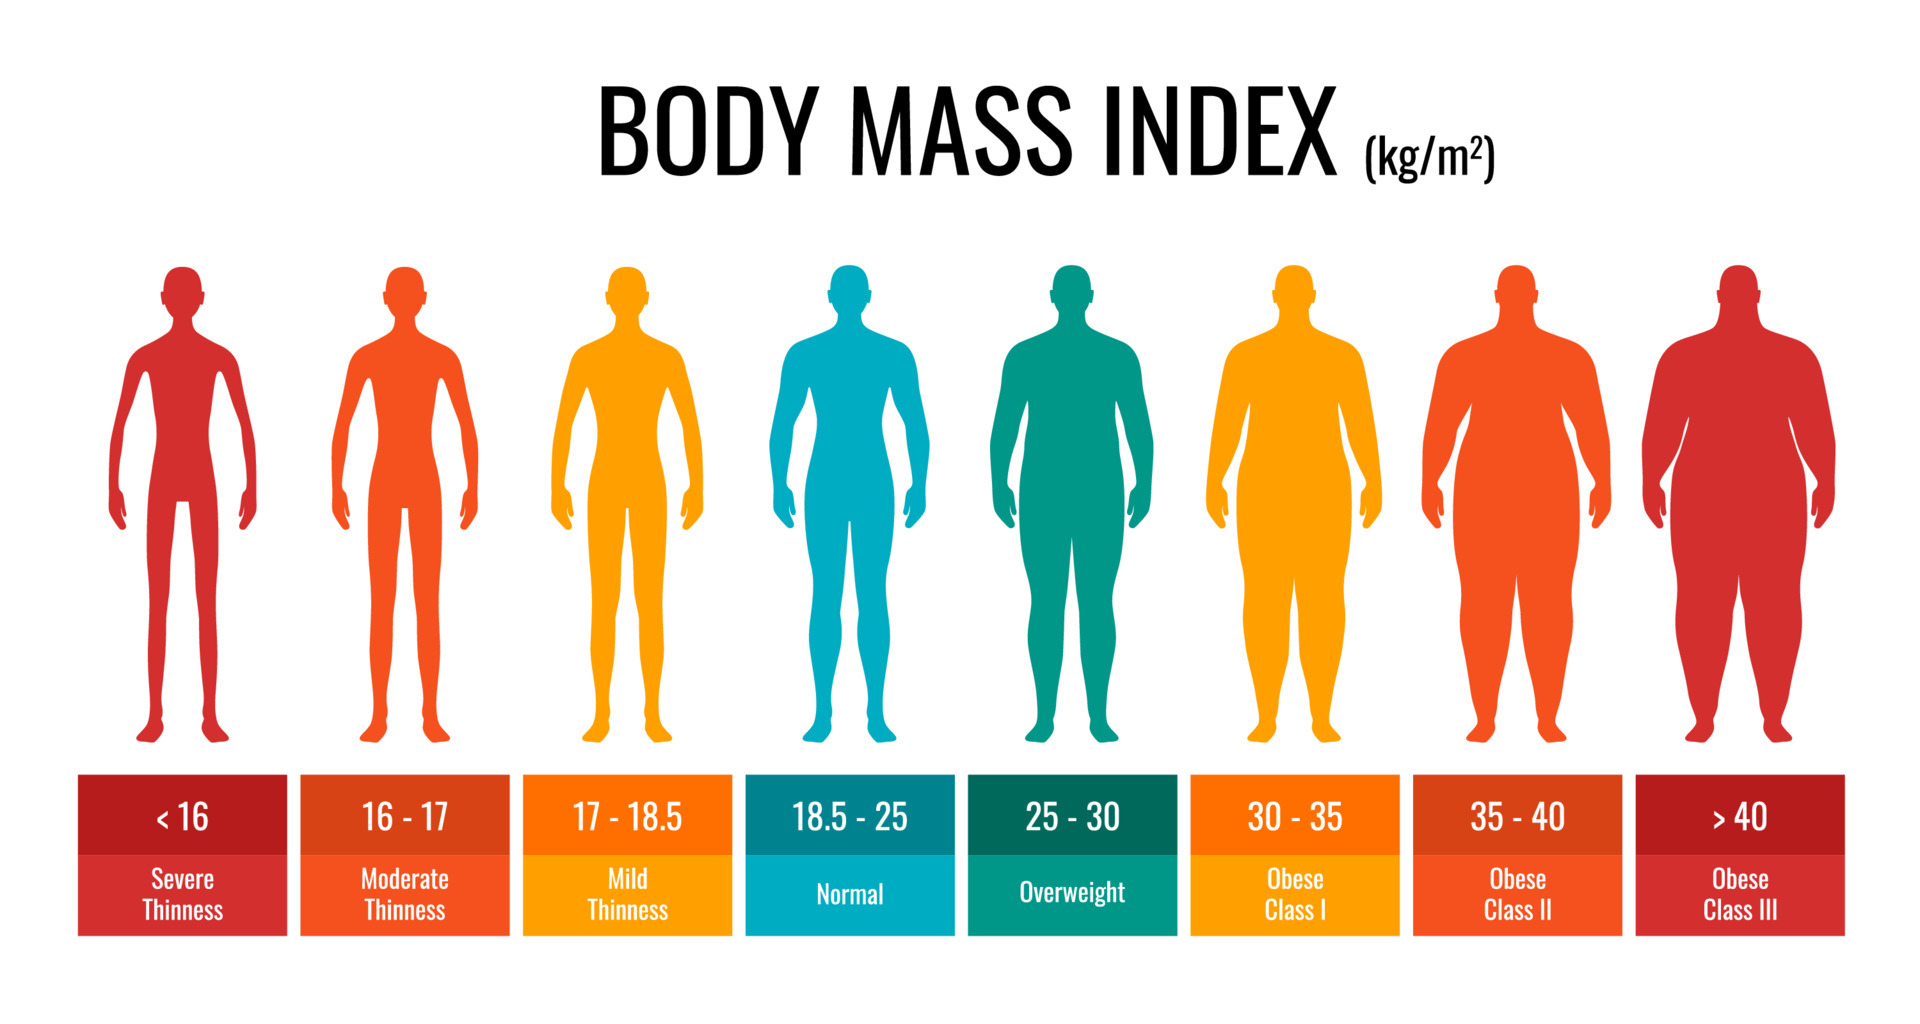 BODY MASS INDEX (kg/m²)
< 16
16 - 17
17 - 18.5
18.5 - 25
25 - 30
30 - 35
35 - 40
> 40
Severe
Thinness
Moderate
Thinness
Mild
Thinness
Normal
Overweight
Obese
Class I
Obese
Class II
Obese
Class III